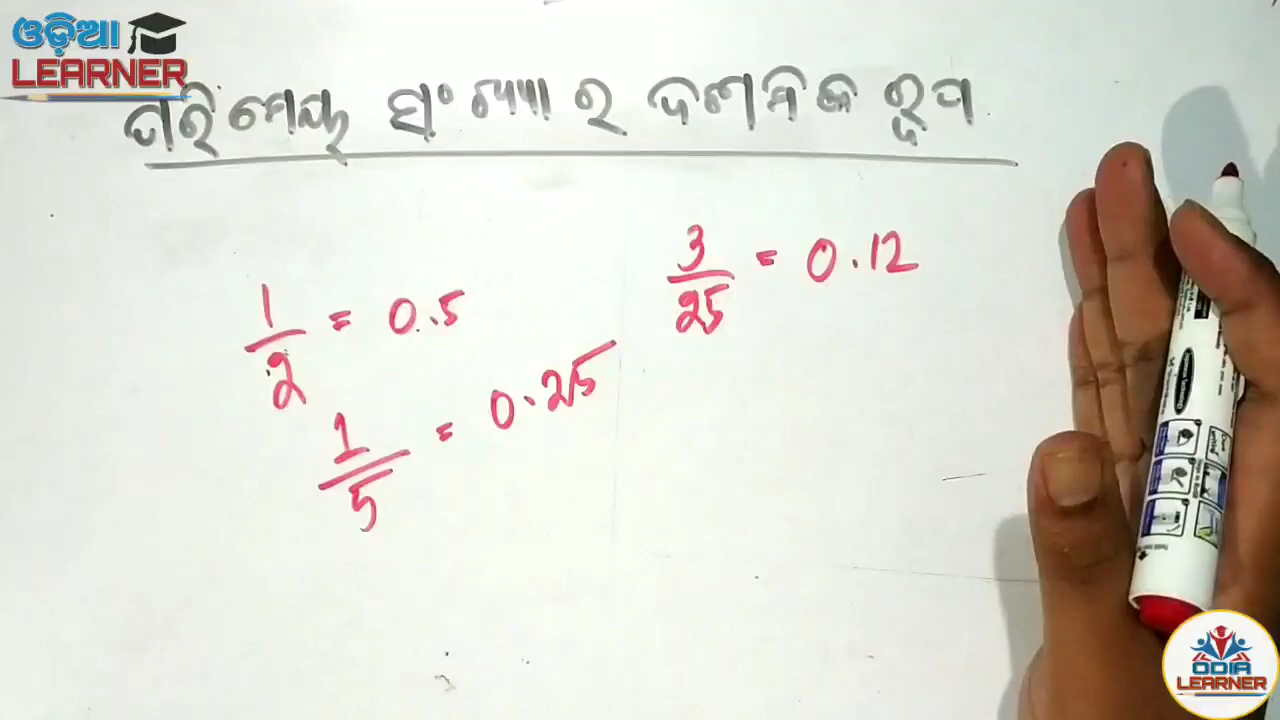 ଓଡ଼ିଆ
LEARNER
ପରିମେୟ ସଂଖ୍ୟାର ଦଶମିକ ରୂପ
3/25 = 0.12
1/2 = 0.5
1/5 = 0.25
ODIA
LEARNER